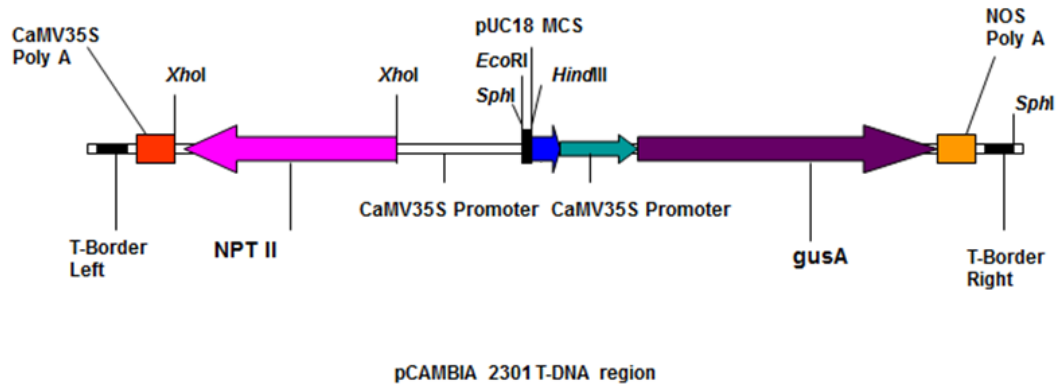 CaMV35S
Poly A
XhoI
XhoI
pUC18 MCS
EcoRI
SphI
HindIII
NOS
Poly A
SphI
T-Border
Left
NPT II
CaMV35S Promoter
CaMV35S Promoter
gusA
T-Border
Right
pCAMBIA 2301 T-DNA region